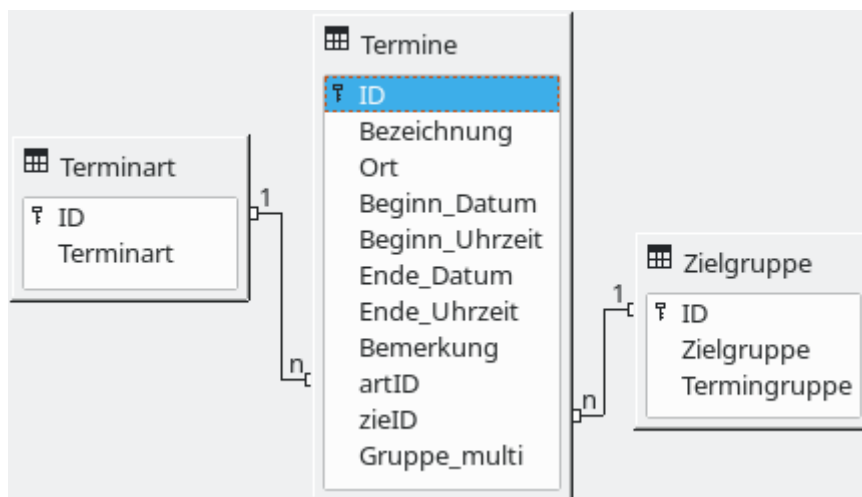 Terminart
ID
Terminart
1
n
Termine
ID
Bezeichnung
Ort
Beginn_Datum
Beginn_Uhrzeit
Ende_Datum
Ende_Uhrzeit
Bemerkung
artID
zieID
Gruppe_multi
1
n
Zielgruppe
ID
Zielgruppe
Termingruppe